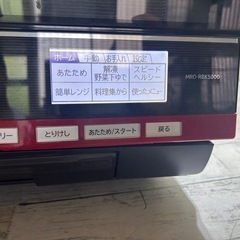 ホーム 手動 お手入れ 設定
MRO-RBK5000
あたため 解凍 野菜下ゆで スピード ヘルシー
簡単レンジ 料理集から 使ったメニュー
リー とりけし あたため/スタート 戻る